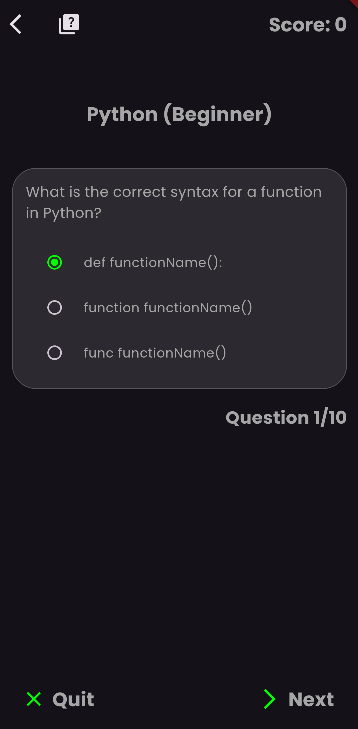 Score: 0
Python (Beginner)
What is the correct syntax for a function
in Python?
def functionName():
function functionName()
func functionName()
Question 1/10
Quit
Next